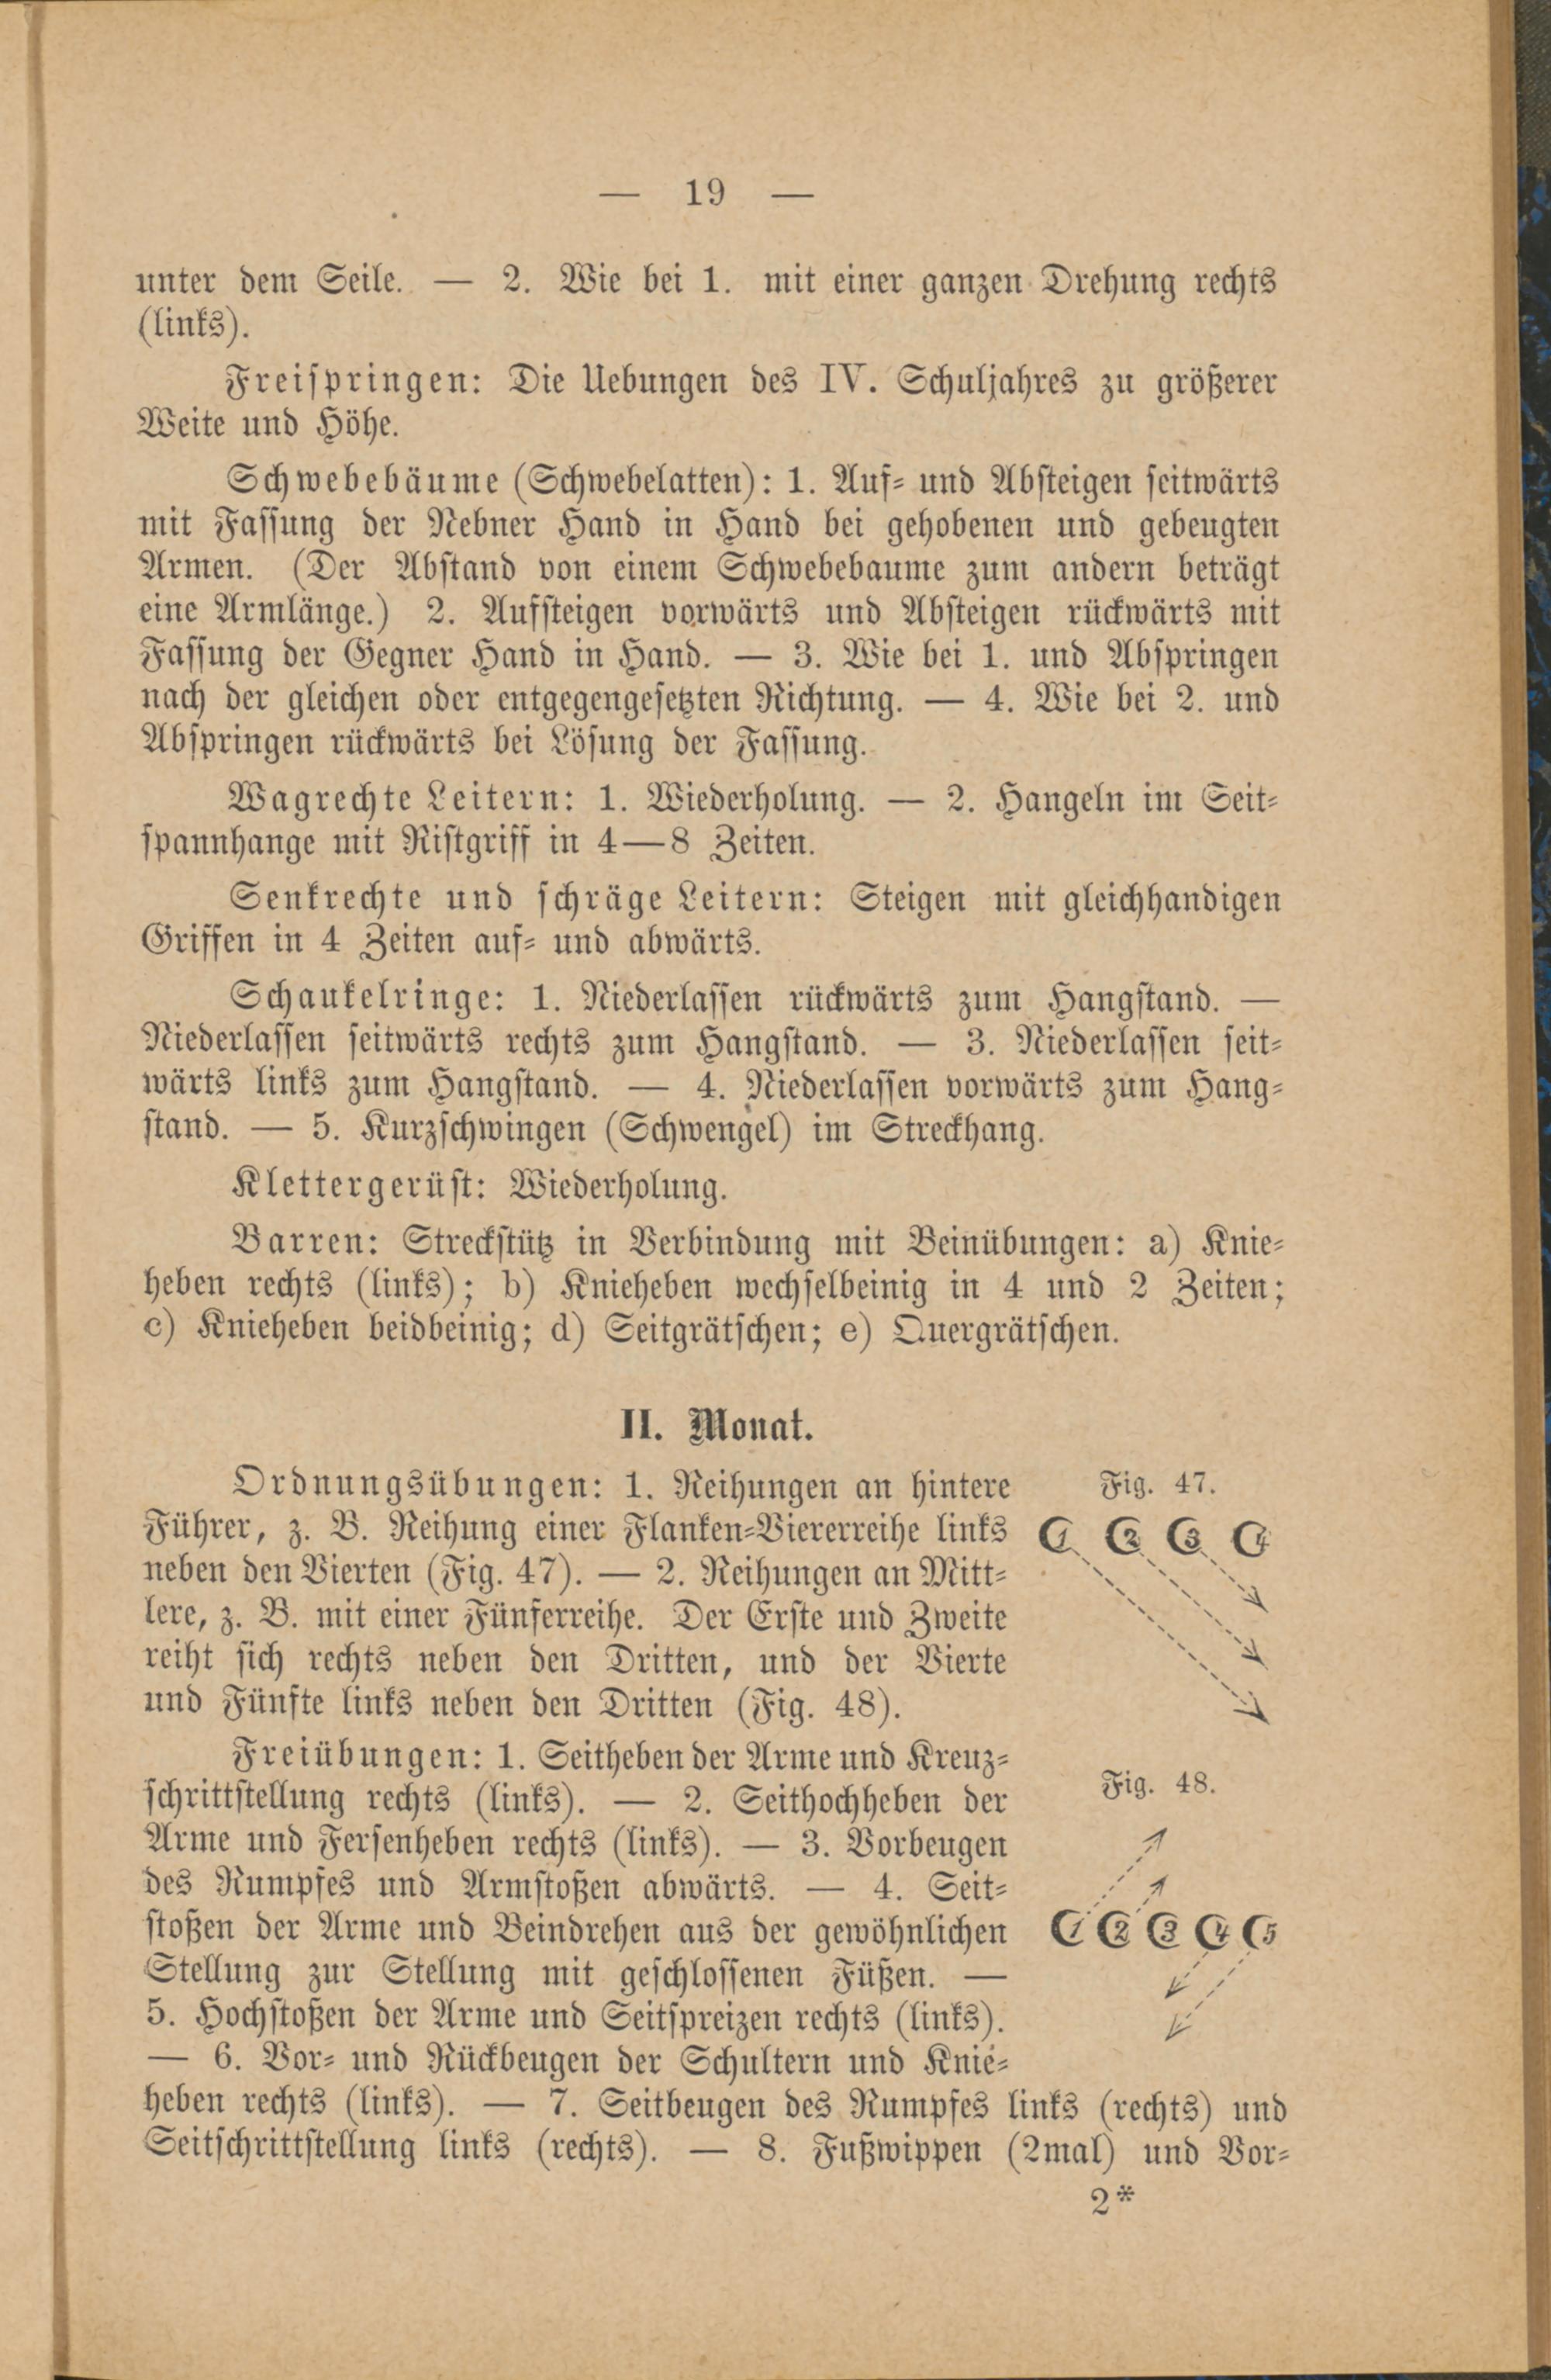 — 19 —
unter dem Seile. — 2. Wie bei 1. mit einer ganzen Drehung rechts
(links).
Freispringen: Die Uebungen des IV. Schuljahres zu größerer
Weite und Höhe.
Schwebebäume (Schwebelatten): 1. Auf- und Absteigen seitwärts
mit Fassung der Nebner Hand in Hand bei gehobenen und gebeugten
Armen. (Der Abstand von einem Schwebebaume zum andern beträgt
eine Armlänge.) 2. Aufsteigen vorwärts und Absteigen rückwärts mit
Fassung der Gegner Hand in Hand. — 3. Wie bei 1. und Abspringen
nach der gleichen oder entgegengesetzten Richtung. — 4. Wie bei 2. und
Abspringen rückwärts bei Lösung der Fassung.
Wagrechte Leitern: 1. Wiederholung. — 2. Hangeln im Seit-
spannhange mit Ristgriff in 4—8 Zeiten.
Senkrechte und schräge Leitern: Steigen mit gleichhandigen
Griffen in 4 Zeiten auf- und abwärts.
Schaukelringe: 1. Niederlassen rückwärts zum Hangstand. —
Niederlassen seitwärts rechts zum Hangstand. — 3. Niederlassen seit-
wärts links zum Hangstand. — 4. Niederlassen vorwärts zum Hang-
stand. — 5. Kurzschwingen (Schwengel) im Streckhang.
Klettergerüst: Wiederholung.
Barren: Streckstütz in Verbindung mit Beinübungen: a) Knie-
heben rechts (links); b) Knieheben wechselbeinig in 4 und 2 Zeiten;
c) Knieheben beidbeinig; d) Seitgrätschen; e) Quergrätschen.
II. Monat.
Ordnungsübungen: 1. Reihungen an hintere
Führer, z. B. Reihung einer Flanken-Viererreihe links
neben den Vierten (Fig. 47). — 2. Reihungen an Mitt-
lere, z. B. mit einer Fünferreihe. Der Erste und Zweite
reiht sich rechts neben den Dritten, und der Vierte
und Fünfte links neben den Dritten (Fig. 48).
Fig. 47.
1 2 3 4
Freiübungen: 1. Seitheben der Arme und Kreuz-
schrittstellung rechts (links). — 2. Seithochheben der
Arme und Fersenheben rechts (links). — 3. Vorbeugen
des Rumpfes und Armstoßen abwärts. — 4. Seit-
stoßen der Arme und Beindrehen aus der gewöhnlichen
Stellung zur Stellung mit geschlossenen Füßen. —
5. Hochstoßen der Arme und Seitspreizen rechts (links).
— 6. Vor- und Rückbeugen der Schultern und Knie-
Fig. 48.
1 2 3 4 5
heben rechts (links). — 7. Seitbeugen des Rumpfes links (rechts) und
Seitschrittstellung links (rechts). — 8. Fußwippen (2mal) und Vor-
2*